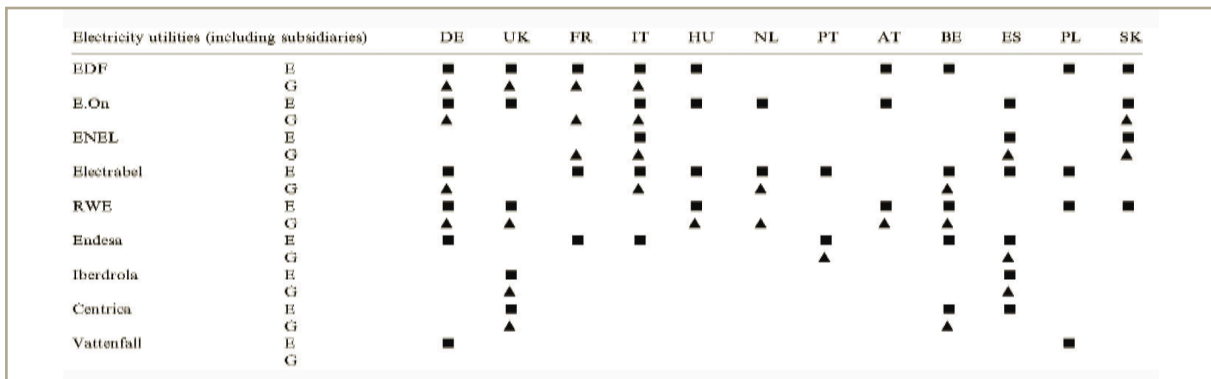 Electricity utilities (including subsidiaries) DE UK FR IT HU NL PT AT BE ES PL SK
EDF E ■ ■ ■ ■ ■ ■ ■ ■ ■
G ▲ ▲ ▲ ▲
E.On E ■ ■ ■ ■ ■ ■ ■ ■
G ▲ ▲ ▲ ▲
ENEL E ■ ■ ■
G ▲ ▲ ▲ ▲
Electrabel E ■ ■ ■ ■ ■ ■ ■ ■ ■
G ▲ ▲ ▲ ▲
RWE E ■ ■ ■ ■ ■ ■ ■
G ▲ ▲ ▲ ▲ ▲ ▲
Endesa E ■ ■ ■ ■ ■ ■
G ▲ ▲
Iberdrola E ■ ■
G ▲ ▲
Centrica E ■ ■ ■
G ▲ ▲
Vattenfall E ■ ■
G